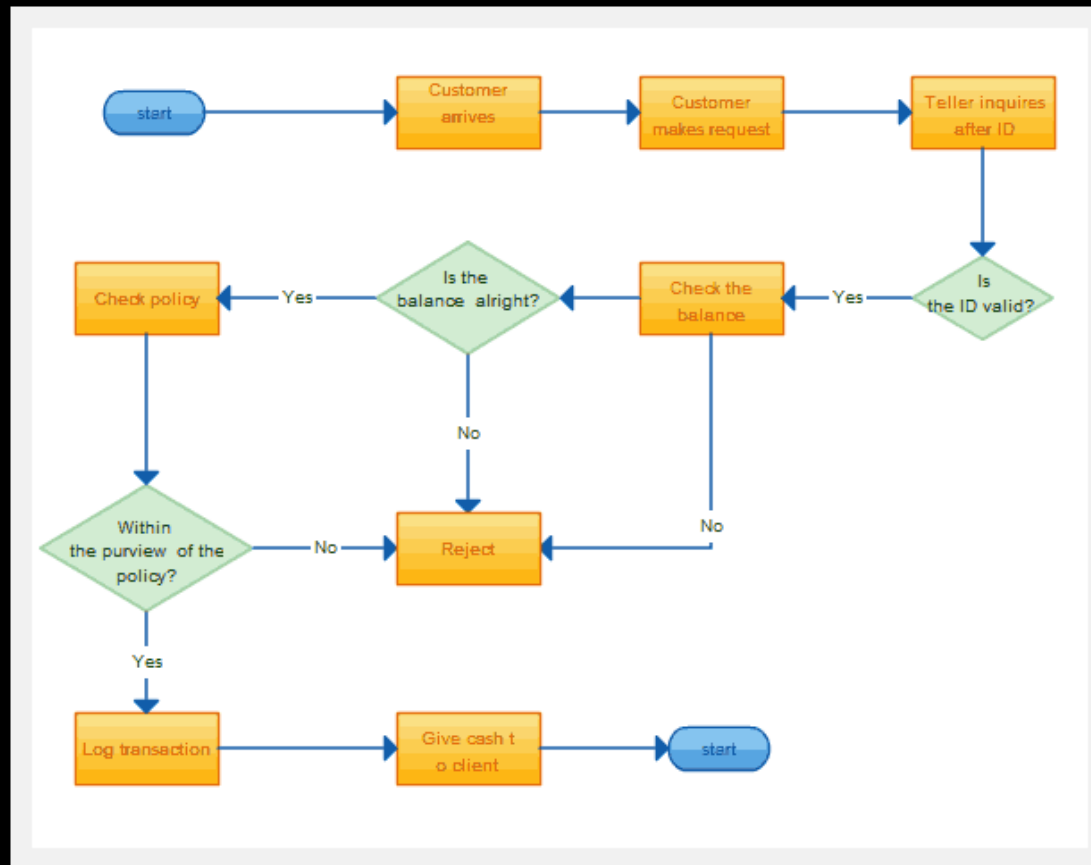 start
Customer
arrives
Customer
makes request
Teller inquires
after ID
Check policy
Yes
Is the
balance alright?
Check the
balance
Yes
Is
the ID valid?
No
Within
the purview of the
policy?
No
Reject
No
Yes
Log transaction
Give cash t
o client
start